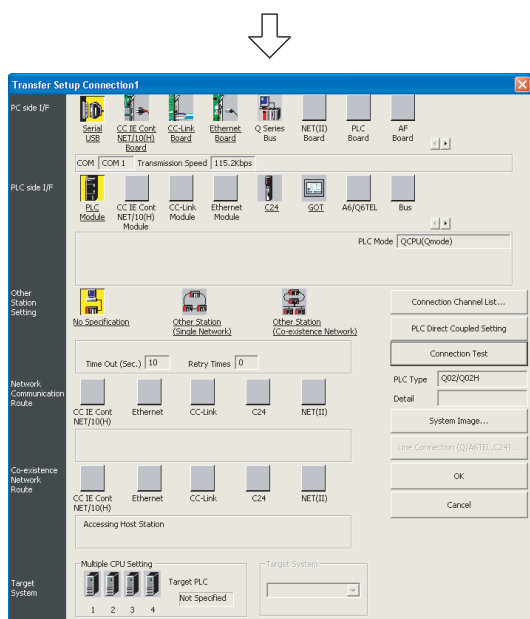 Transfer Setup Connection1
PC side I/F
Serial USB
CC IE Cont NET/10(H) Board
CC-Link Board
Ethernet Board
Q Series Bus
NET(II) Board
PLC Board
AF Board
COM COM 1 Transmission Speed 115.2Kbps
PLC side I/F
PLC Module
CC IE Cont NET/10(H) Module
CC-Link Module
Ethernet Module
C24
GOT
A6/Q6TEL
Bus
PLC Mode QCPU(Qmode)
Other Station Setting
No Specification
Other Station (Single Network)
Other Station (Co-existence Network)
Time Out (Sec.) 10 Retry Times 0
Connection Channel List...
PLC Direct Coupled Setting
Connection Test
PLC Type Q02/Q02H
Detail
System Image...
Line Connection (Q/A6TEL,C24)...
OK
Cancel
Network Communication Route
CC IE Cont NET/10(H)
Ethernet
CC-Link
C24
NET(II)
Co-existence Network Route
CC IE Cont NET/10(H)
Ethernet
CC-Link
C24
NET(II)
Accessing Host Station
Target System
Multiple CPU Setting
1 2 3 4
Target PLC
Not Specified
Target System